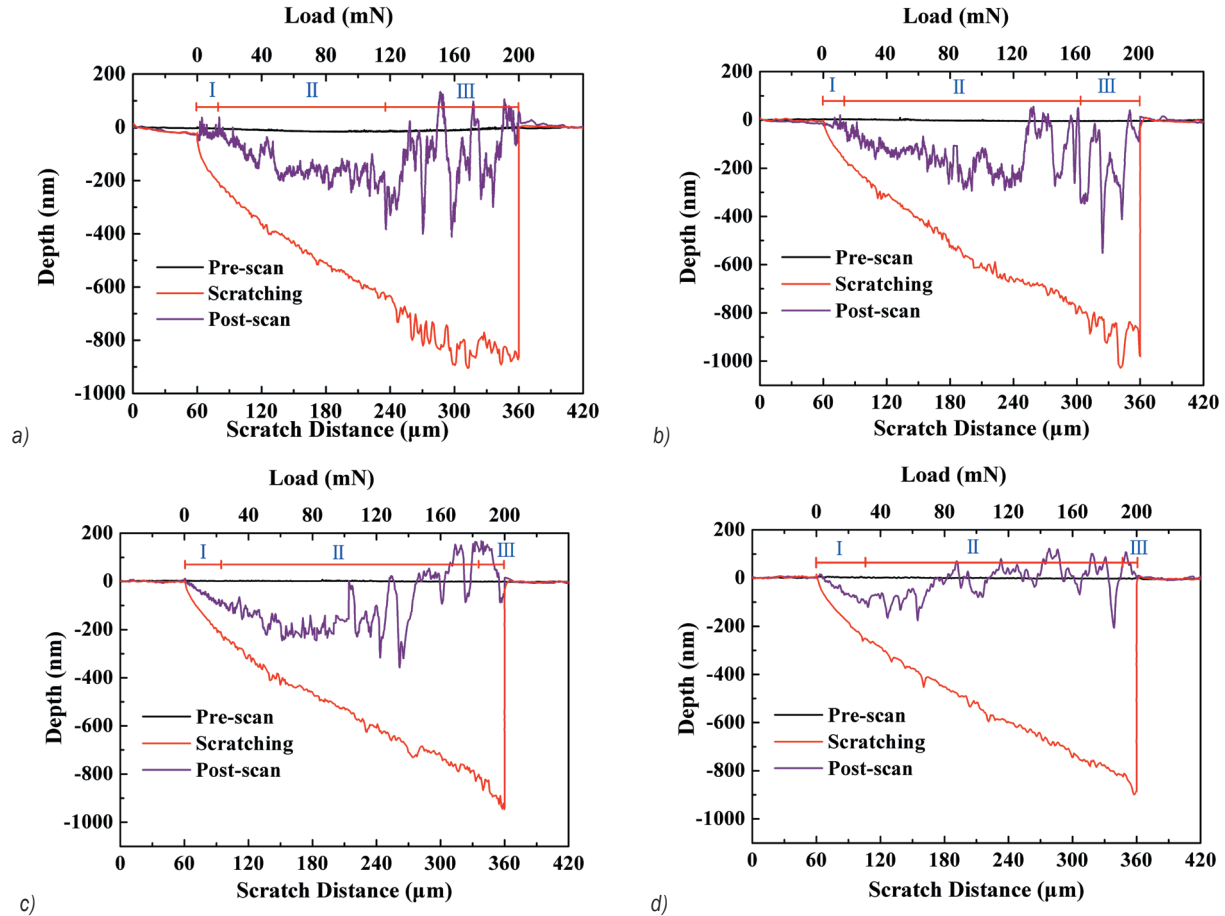 Load (mN)
0 40 80 120 160 200
200
0
-200
-400
-600
-800
-1000
Depth (nm)
I II III
Pre-scan
Scratching
Post-scan
0 60 120 180 240 300 360 420
Scratch Distance (µm)
a)
Load (mN)
0 40 80 120 160 200
200
0
-200
-400
-600
-800
-1000
Depth (nm)
I II III
Pre-scan
Scratching
Post-scan
0 60 120 180 240 300 360 420
Scratch Distance (µm)
b)
Load (mN)
0 40 80 120 160 200
200
0
-200
-400
-600
-800
-1000
Depth (nm)
I II III
Pre-scan
Scratching
Post-scan
0 60 120 180 240 300 360 420
Scratch Distance (µm)
c)
Load (mN)
0 40 80 120 160 200
200
0
-200
-400
-600
-800
-1000
Depth (nm)
I II III
Pre-scan
Scratching
Post-scan
0 60 120 180 240 300 360 420
Scratch Distance (µm)
d)